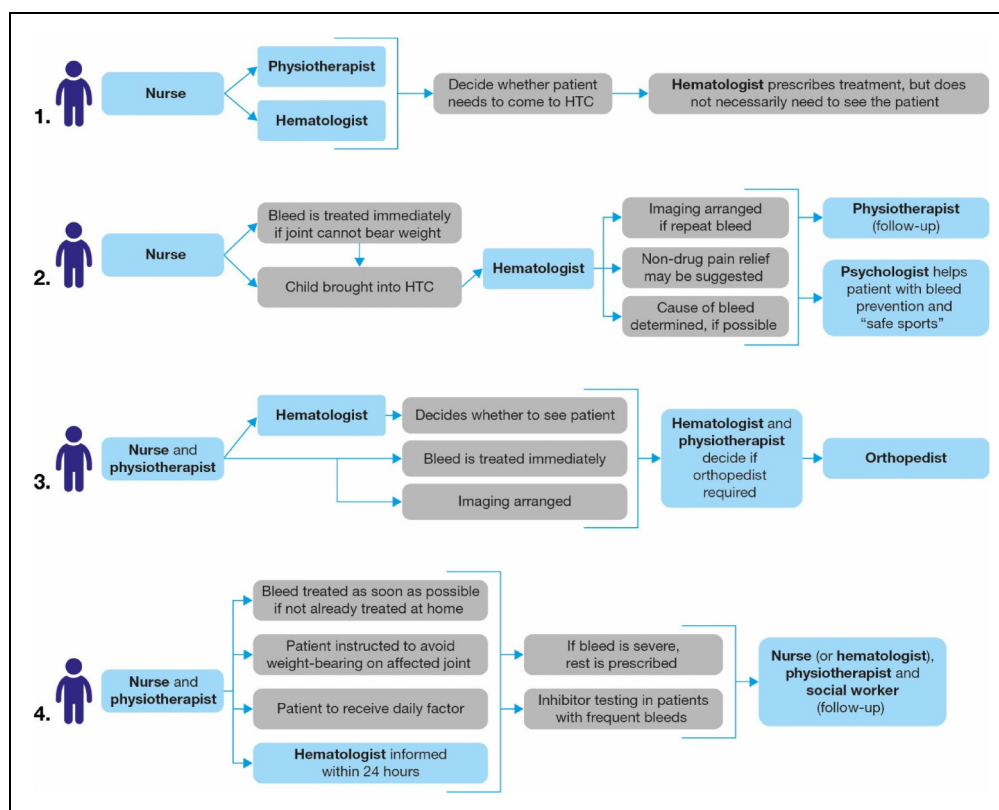 1.
Nurse
Physiotherapist
Hematologist
Decide whether patient
needs to come to HTC
Hematologist prescribes treatment, but does
not necessarily need to see the patient
2.
Nurse
Bleed is treated immediately
if joint cannot bear weight
Child brought into HTC
Hematologist
Imaging arranged
if repeat bleed
Non-drug pain relief
may be suggested
Cause of bleed
determined, if possible
Physiotherapist
(follow-up)
Psychologist helps
patient with bleed
prevention and
“safe sports”
3.
Nurse and
physiotherapist
Hematologist
Decides whether to see patient
Bleed is treated immediately
Imaging arranged
Hematologist and
physiotherapist
decide if
orthopedist
required
Orthopedist
4.
Nurse and
physiotherapist
Bleed treated as soon as possible
if not already treated at home
Patient instructed to avoid
weight-bearing on affected joint
Patient to receive daily factor
Hematologist informed
within 24 hours
If bleed is severe,
rest is prescribed
Inhibitor testing in patients
with frequent bleeds
Nurse (or hematologist),
physiotherapist and
social worker
(follow-up)